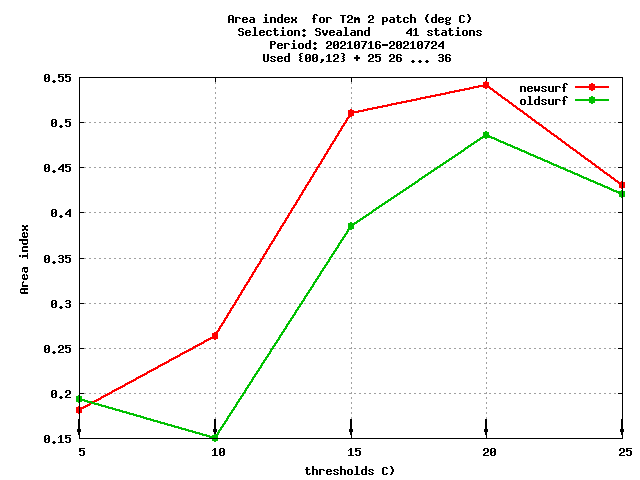 Area index  for T2m 2 patch (deg C)
Selection: Svealand     41 stations
Period: 20210716-20210724
Used {00,12} + 25 26 ... 36
newsurf
oldsurf
0.55
0.5
0.45
0.4
0.35
0.3
0.25
0.2
0.15
Area index
5 10 15 20 25
thresholds C)